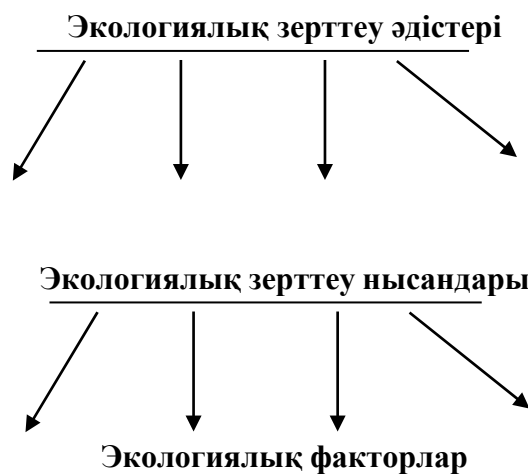 Экологиялық зерттеу әдістері
Экологиялық зерттеу нысандары
Экологиялық факторлар